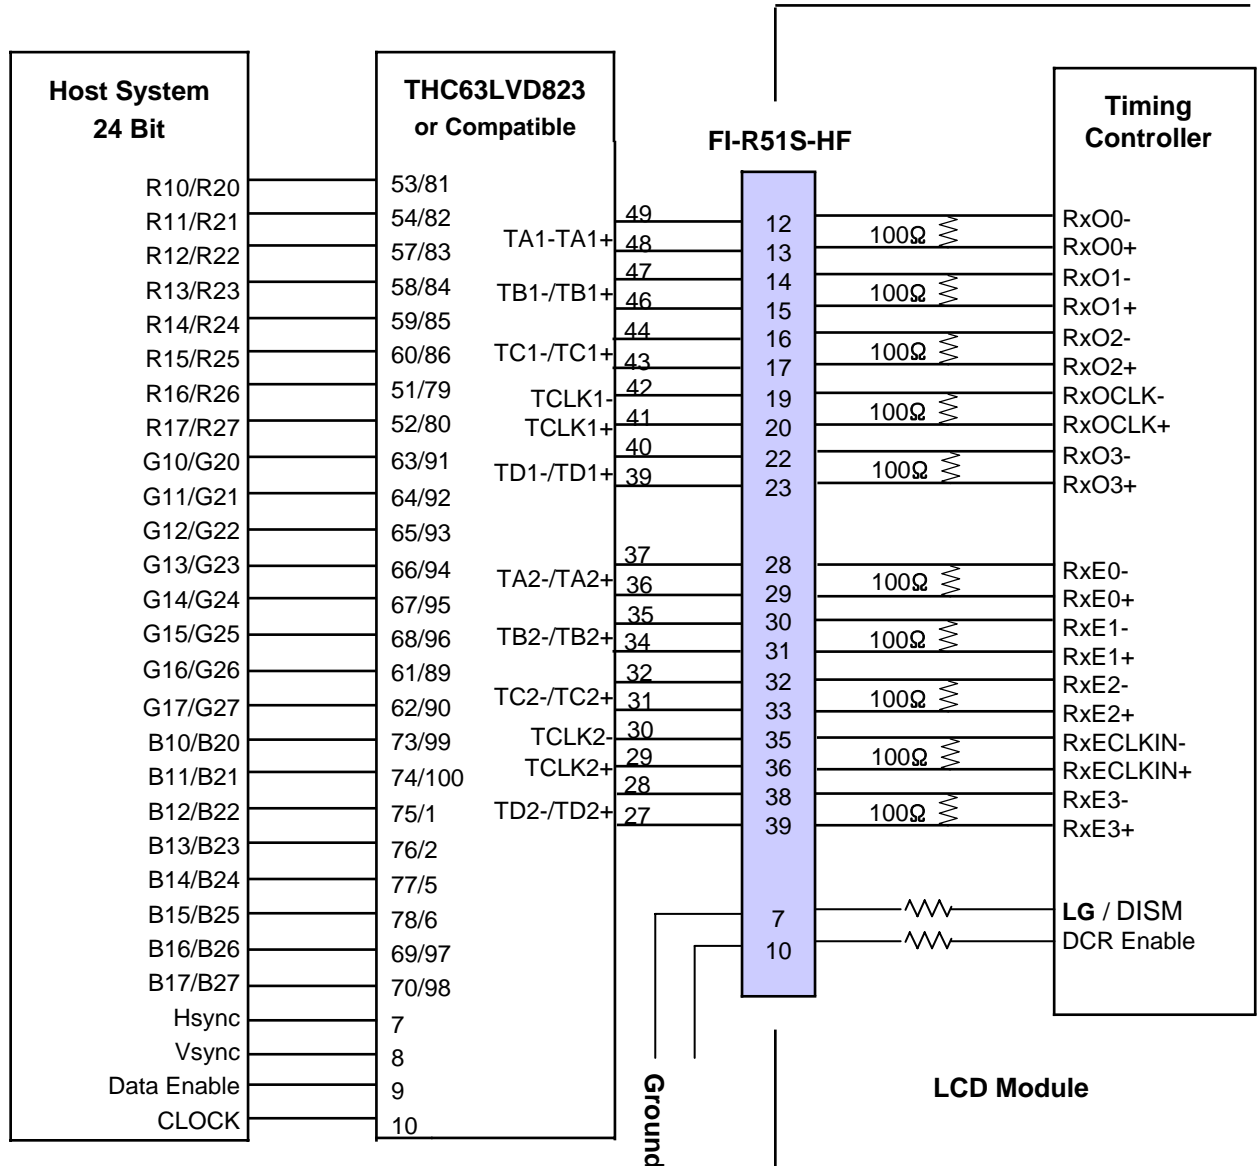 Host System
24 Bit
R10/R20
R11/R21
R12/R22
R13/R23
R14/R24
R15/R25
R16/R26
R17/R27
G10/G20
G11/G21
G12/G22
G13/G23
G14/G24
G15/G25
G16/G26
G17/G27
B10/B20
B11/B21
B12/B22
B13/B23
B14/B24
B15/B25
B16/B26
B17/B27
Hsync
Vsync
Data Enable
CLOCK
THC63LVD823
or Compatible
53/81
54/82
57/83
58/84
59/85
60/86
51/79
52/80
63/91
64/92
65/93
66/94
67/95
68/96
61/89
62/90
73/99
74/100
75/1
76/2
77/5
78/6
69/97
70/98
7
8
9
10
TA1-TA1+
TB1-/TB1+
TC1-/TC1+
TCLK1-
TCLK1+
TD1-/TD1+
TA2-/TA2+
TB2-/TB2+
TC2-/TC2+
TCLK2-
TCLK2+
TD2-/TD2+
49
48
47
46
44
43
42
41
40
39
37
36
35
34
32
31
30
29
28
27
FI-R51S-HF
12
13
14
15
16
17
19
20
22
23
28
29
30
31
32
33
35
36
38
39
7
10
100Ω
100Ω
100Ω
100Ω
100Ω
100Ω
100Ω
100Ω
100Ω
100Ω
Timing
Controller
RxO0-
RxO0+
RxO1-
RxO1+
RxO2-
RxO2+
RxOCLK-
RxOCLK+
RxO3-
RxO3+
RxE0-
RxE0+
RxE1-
RxE1+
RxE2-
RxE2+
RxECLKIN-
RxECLKIN+
RxE3-
RxE3+
LG / DISM
DCR Enable
Ground
LCD Module